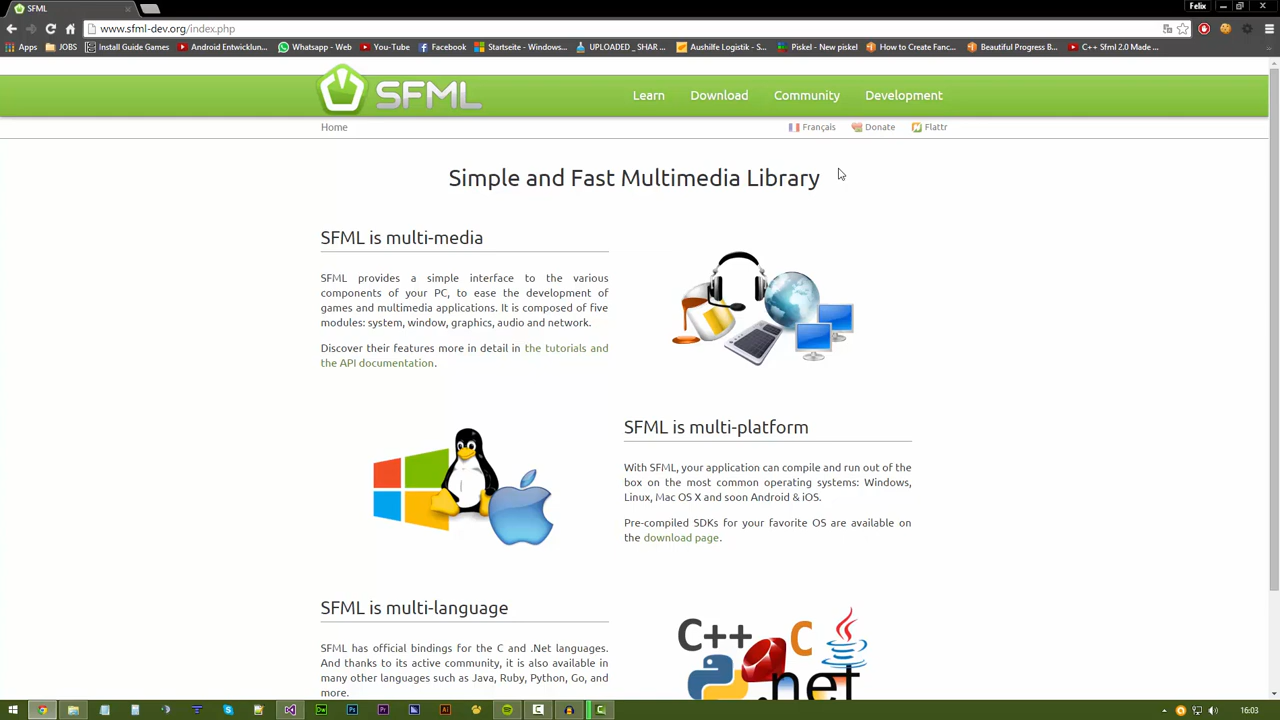 SFML
Felix
www.sfml-dev.org/index.php
Apps
JOBS
Install Guide Games
Android Entwicklun...
Whatsapp - Web
You-Tube
Facebook
Startseite - Windows...
UPLOADED _ SHAR ...
Aushilfe Logistik - S...
Piskel - New piskel
How to Create Fanc...
Beautiful Progress B...
C++ Sfml 2.0 Made ...
SFML
Learn
Download
Community
Development
Home
Français
Donate
Flattr
Simple and Fast Multimedia Library
SFML is multi-media
SFML provides a simple interface to the various
components of your PC, to ease the development of
games and multimedia applications. It is composed of five
modules: system, window, graphics, audio and network.
Discover their features more in detail in the tutorials and
the API documentation.
SFML is multi-platform
With SFML, your application can compile and run out of the
box on the most common operating systems: Windows,
Linux, Mac OS X and soon Android & iOS.
Pre-compiled SDKs for your favorite OS are available on
the download page.
SFML is multi-language
SFML has official bindings for the C and .Net languages.
And thanks to its active community, it is also available in
many other languages such as Java, Ruby, Python, Go, and
more.
C++
C
.net
Dw
Ps
Pr
Ai
16:03